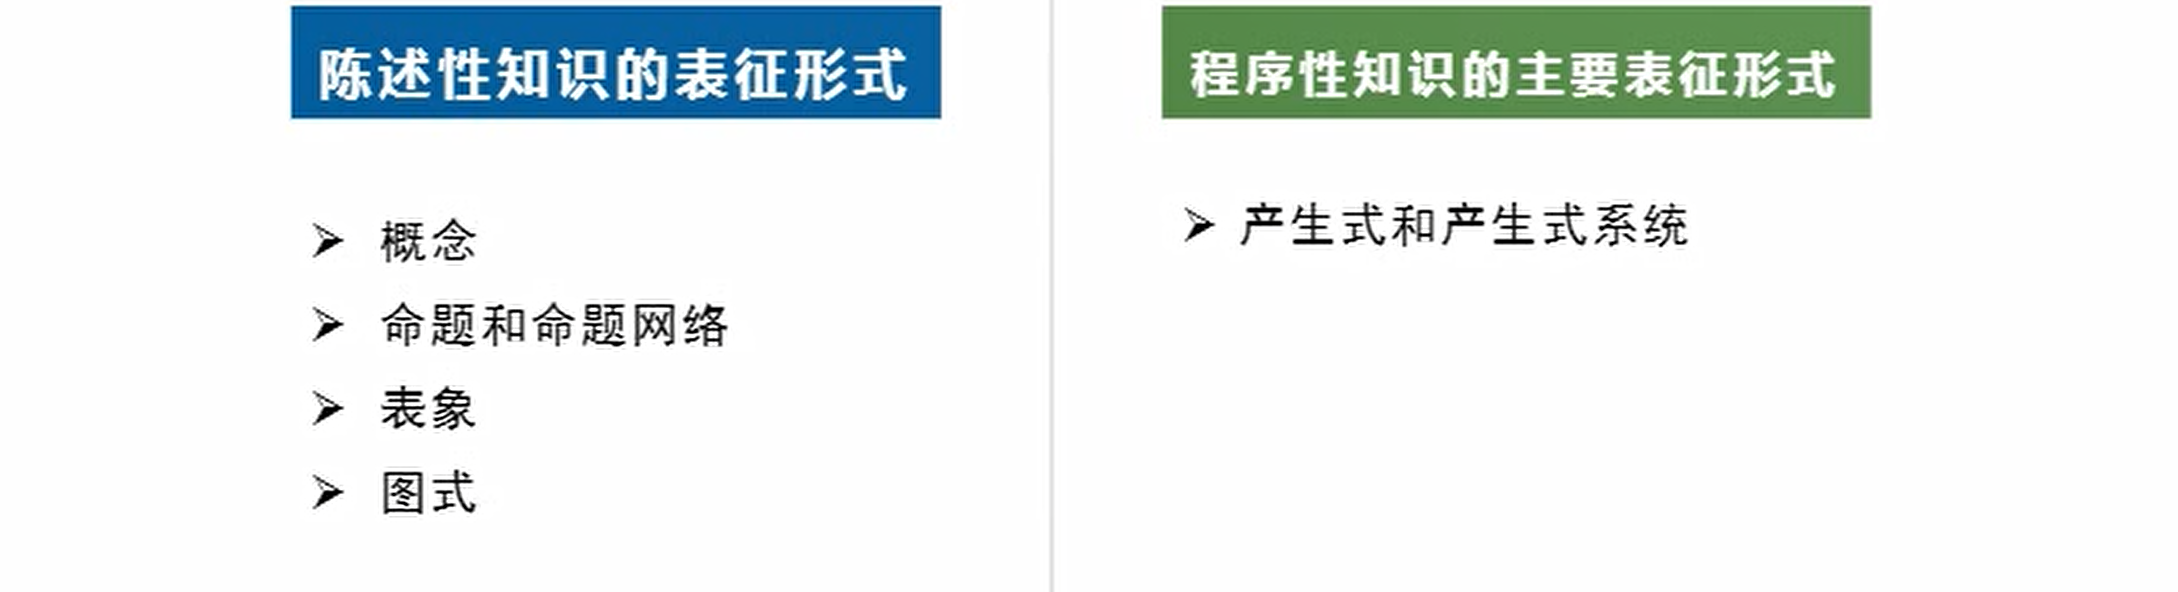 陈述性知识的表征形式
概念
命题和命题网络
表象
图式
程序性知识的主要表征形式
产生式和产生式系统